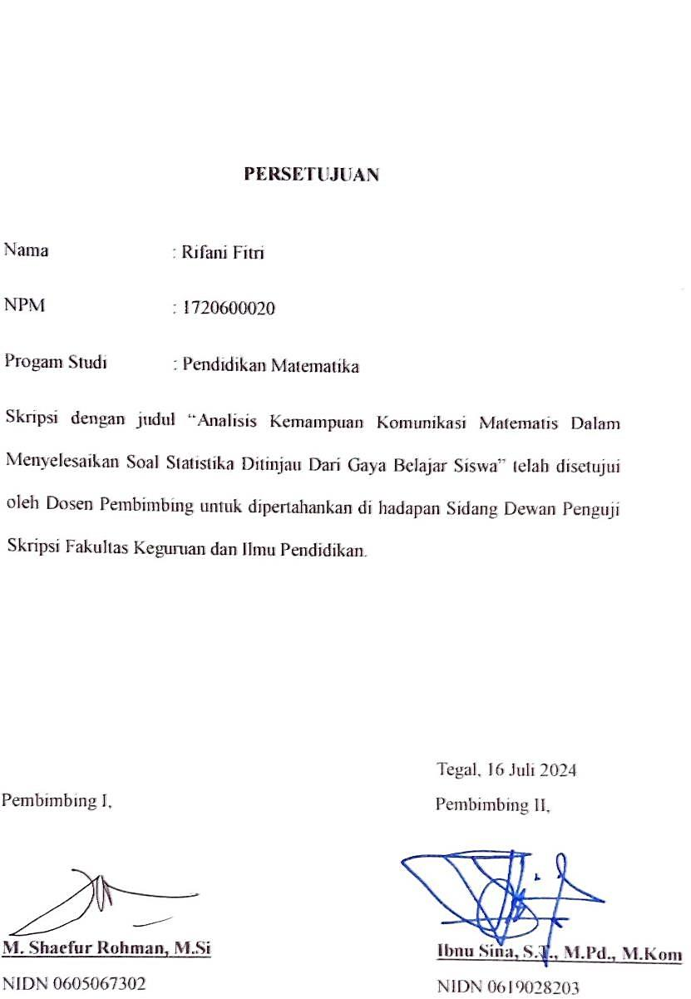 PERSETUJUAN
Nama : Rifani Fitri
NPM : 1720600020
Progam Studi : Pendidikan Matematika
Skripsi dengan judul “Analisis Kemampuan Komunikasi Matematis Dalam
Menyelesaikan Soal Statistika Ditinjau Dari Gaya Belajar Siswa” telah disetujui
oleh Dosen Pembimbing untuk dipertahankan di hadapan Sidang Dewan Penguji
Skripsi Fakultas Keguruan dan Ilmu Pendidikan.
Tegal, 16 Juli 2024
Pembimbing I,
Pembimbing II,
M. Shaefur Rohman, M.Si
Ibnu Sina, S.T., M.Pd., M.Kom
NIDN 0605067302
NIDN 0619028203